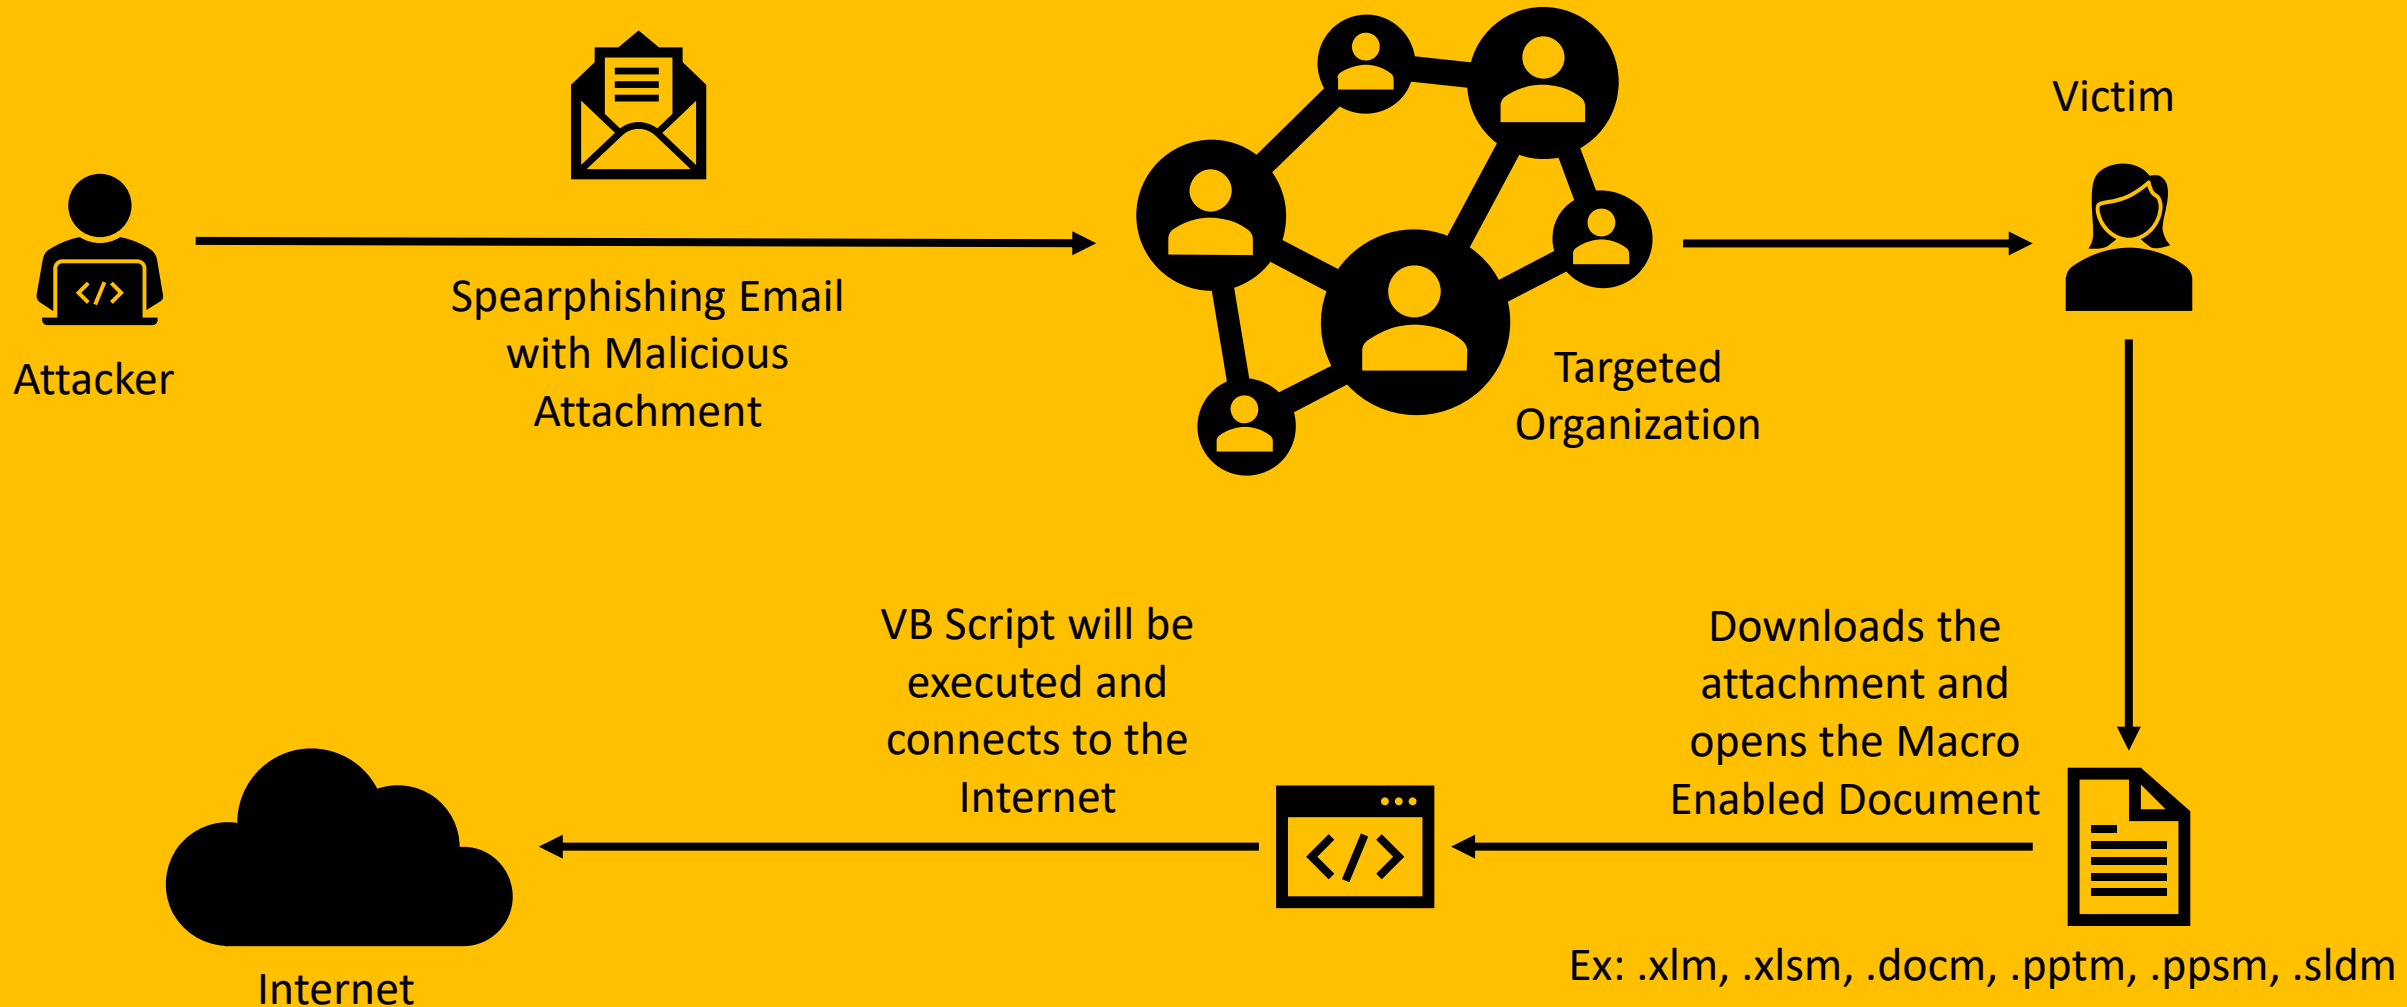 Attacker
Spearphishing Email
with Malicious
Attachment
Targeted
Organization
Victim
Downloads the
attachment and
opens the Macro
Enabled Document
Ex: .xlm, .xlsm, .docm, .pptm, .ppsm, .sldm
</>
VB Script will be
executed and
connects to the
Internet
</>
Internet